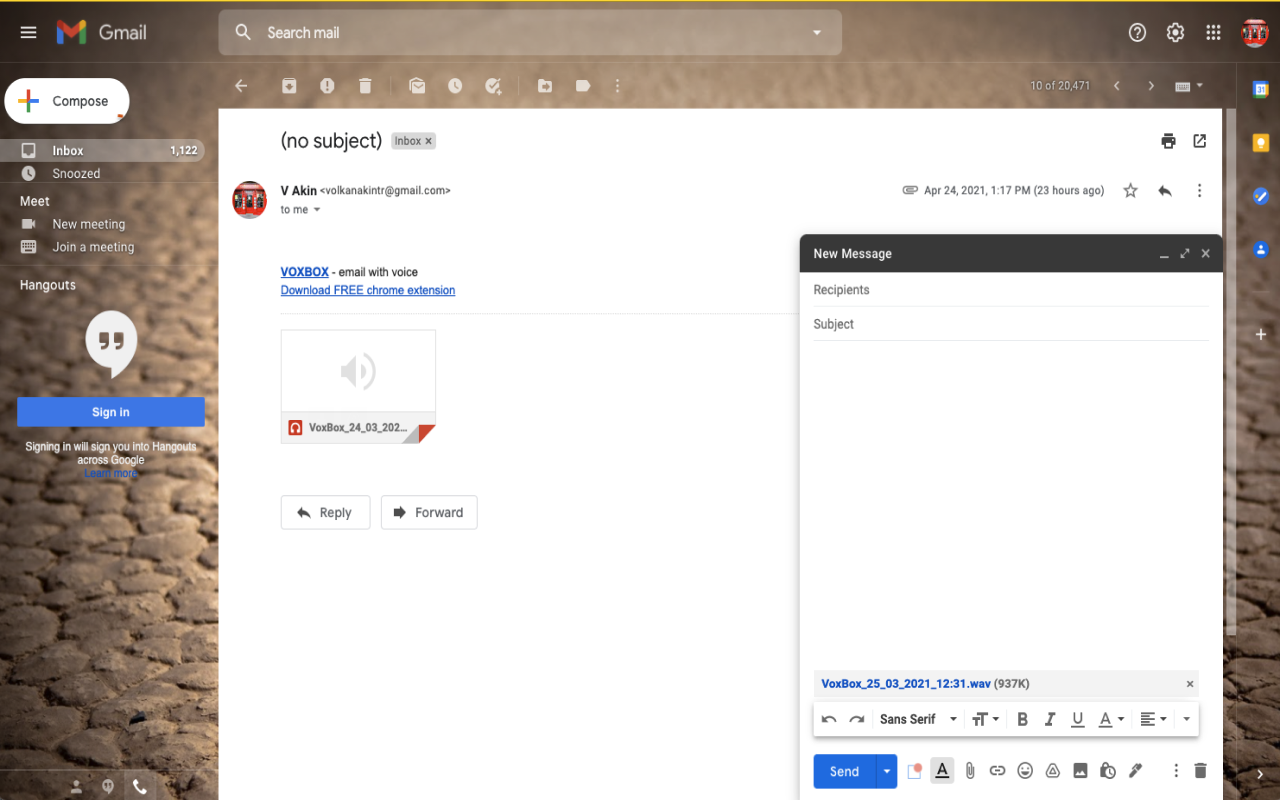 Gmail
Search mail
Compose
10 of 20,471
31
Inbox 1,122
Snoozed
Meet
New meeting
Join a meeting
Hangouts
Sign in
Signing in will sign you into Hangouts
across Google
Learn more
(no subject) Inbox ×
V Akin <volkanakintr@gmail.com>
Apr 24, 2021, 1:17 PM (23 hours ago)
to me
VOXBOX - email with voice
Download FREE chrome extension
VoxBox_24_03_202...
Reply
Forward
New Message
Recipients
Subject
VoxBox_25_03_2021_12:31.wav (937K)
Sans Serif
B I U A
Send
A